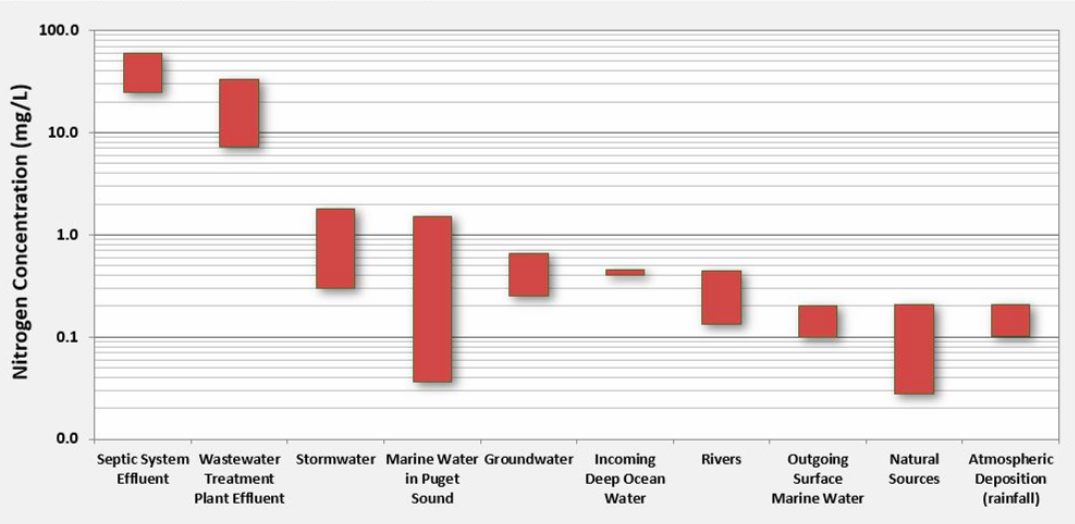 Nitrogen Concentration (mg/L)
100.0
10.0
1.0
0.1
0.0
Septic System
Effluent
Wastewater
Treatment
Plant Effluent
Stormwater
Marine Water
in Puget
Sound
Groundwater
Incoming
Deep Ocean
Water
Rivers
Outgoing
Surface
Marine Water
Natural
Sources
Atmospheric
Deposition
(rainfall)